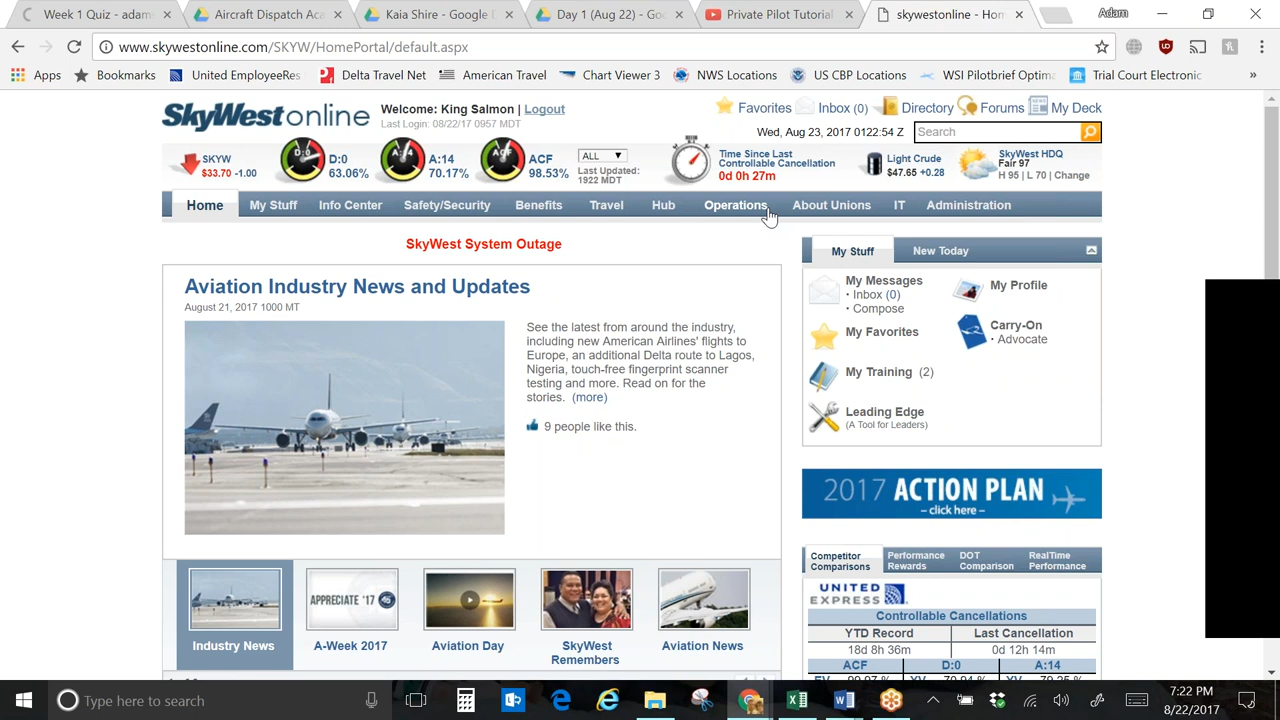 Week 1 Quiz - adam
Aircraft Dispatch Aca
Kaia Shire - Google
Day 1 (Aug 22) - Goo
Private Pilot Tutorial
skywestonline - Hom
Adam
www.skywestonline.com/SKYW/HomePortal/default.aspx
Apps
Bookmarks
United EmployeeRes
Delta Travel Net
American Travel
Chart Viewer 3
NWS Locations
US CBP Locations
WSI Pilotbrief Optima
Trial Court Electronic
SkyWest online
Welcome: King Salmon | Logout
Last Login: 08/22/17 0957 MDT
Favorites
Inbox (0)
Directory
Forums
My Deck
Wed, Aug 23, 2017 01:22:54 Z
Search
SKYW
$33.70 -1.00
D:0
D:0
63.06%
A:14
A:14
70.17%
ACF
ACF
98.53%
ALL
Last Updated:
1922 MDT
Time Since Last
Controllable Cancellation
0d 0h 27m
Light Crude
$47.65 +0.28
SkyWest HDQ
Fair 97
H 95 | L 70 | Change
Home
My Stuff
Info Center
Safety/Security
Benefits
Travel
Hub
Operations
About Unions
IT
Administration
SkyWest System Outage
Aviation Industry News and Updates
August 21, 2017 1000 MT
See the latest from around the industry,
including new American Airlines' flights to
Europe, an additional Delta route to Lagos,
Nigeria, touch-free fingerprint scanner
testing and more. Read on for the
stories. (more)
9 people like this.
My Stuff
New Today
My Messages
• Inbox (0)
• Compose
My Profile
My Favorites
Carry-On
• Advocate
My Training (2)
Leading Edge
(A Tool for Leaders)
2017 ACTION PLAN
– click here –
Industry News
APPRECIATE '17 45
A-Week 2017
Aviation Day
SkyWest
Remembers
Aviation News
Competitor
Comparisons
Performance
Rewards
DOT
Comparison
RealTime
Performance
UNITED
EXPRESS
Controllable Cancellations
YTD Record
Last Cancellation
18d 8h 36m
0d 12h 14m
ACF
D:0
A:14
Type here to search
7:22 PM
8/22/2017